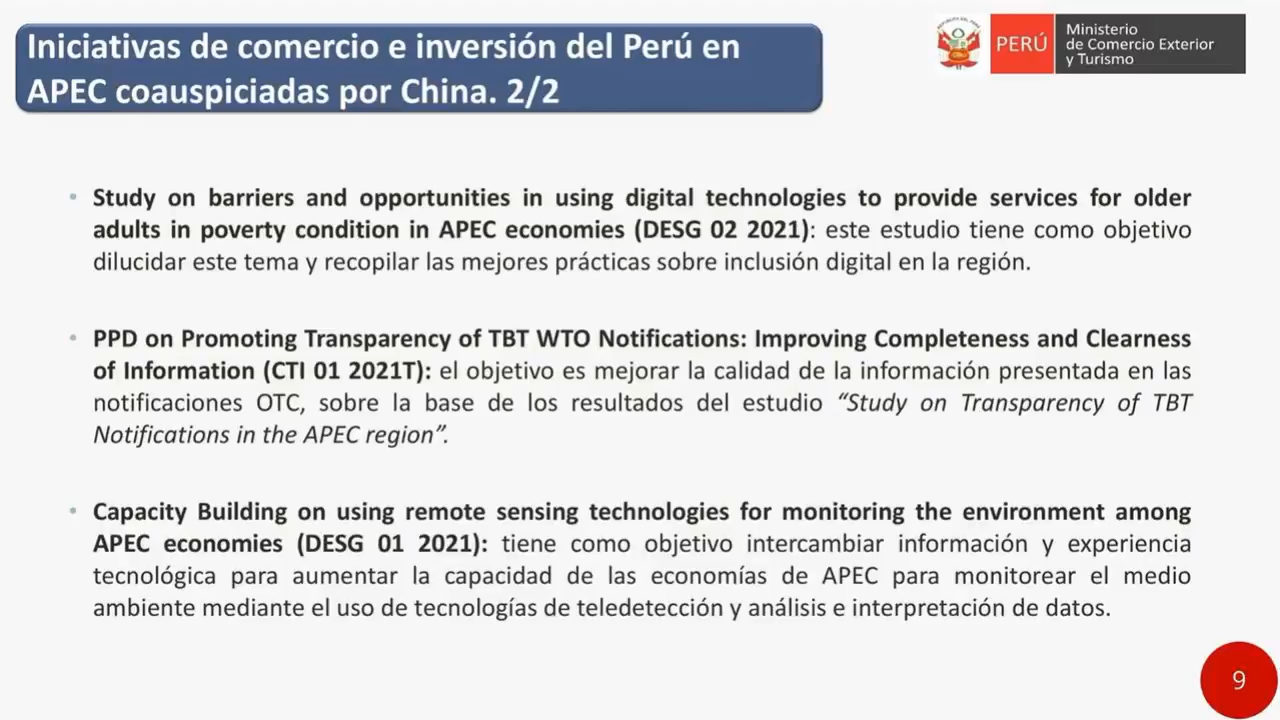 Iniciativas de comercio e inversión del Perú en
APEC coauspiciadas por China. 2/2
PERÚ
Ministerio
de Comercio Exterior
y Turismo
• Study on barriers and opportunities in using digital technologies to provide services for older
adults in poverty condition in APEC economies (DESG 02 2021): este estudio tiene como objetivo
dilucidar este tema y recopilar las mejores prácticas sobre inclusión digital en la región.
• PPD on Promoting Transparency of TBT WTO Notifications: Improving Completeness and Clearness
of Information (CTI 01 2021T): el objetivo es mejorar la calidad de la información presentada en las
notificaciones OTC, sobre la base de los resultados del estudio “Study on Transparency of TBT
Notifications in the APEC region”.
• Capacity Building on using remote sensing technologies for monitoring the environment among
APEC economies (DESG 01 2021): tiene como objetivo intercambiar información y experiencia
tecnológica para aumentar la capacidad de las economías de APEC para monitorear el medio
ambiente mediante el uso de tecnologías de teledetección y análisis e interpretación de datos.
9